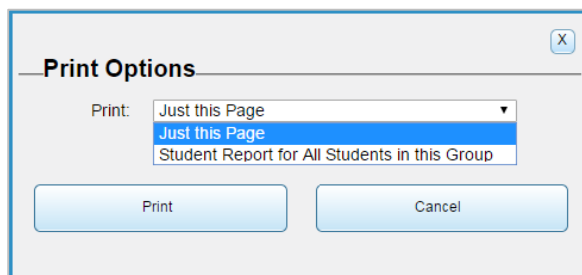 X
Print Options
Print: Just this Page ▼
Just this Page
Student Report for All Students in this Group
Print Cancel